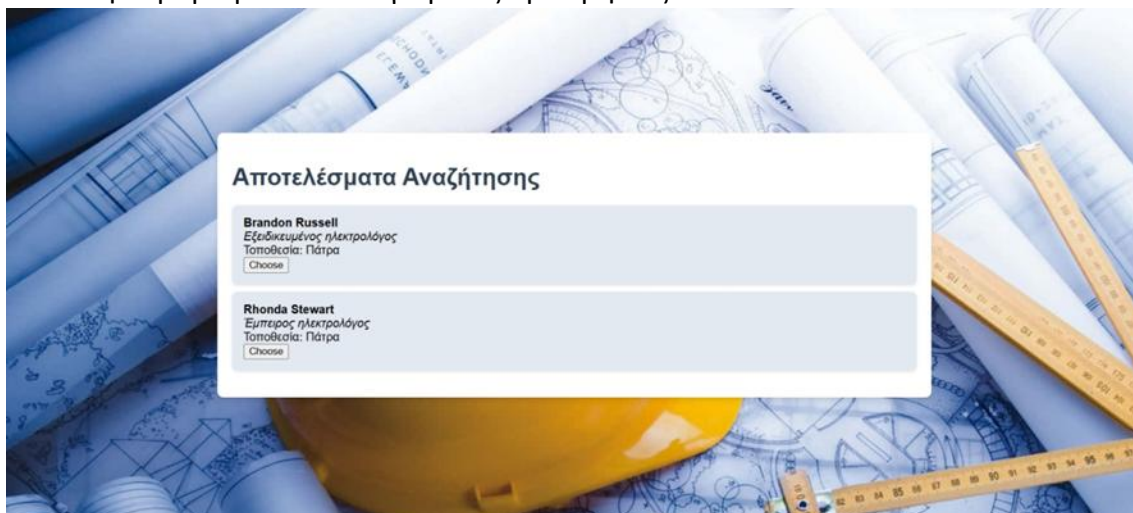 Αποτελέσματα Αναζήτησης
Brandon Russell
Εξειδικευμένος ηλεκτρολόγος
Τοποθεσία: Πάτρα
Choose
Rhonda Stewart
Έμπειρος ηλεκτρολόγος
Τοποθεσία: Πάτρα
Choose